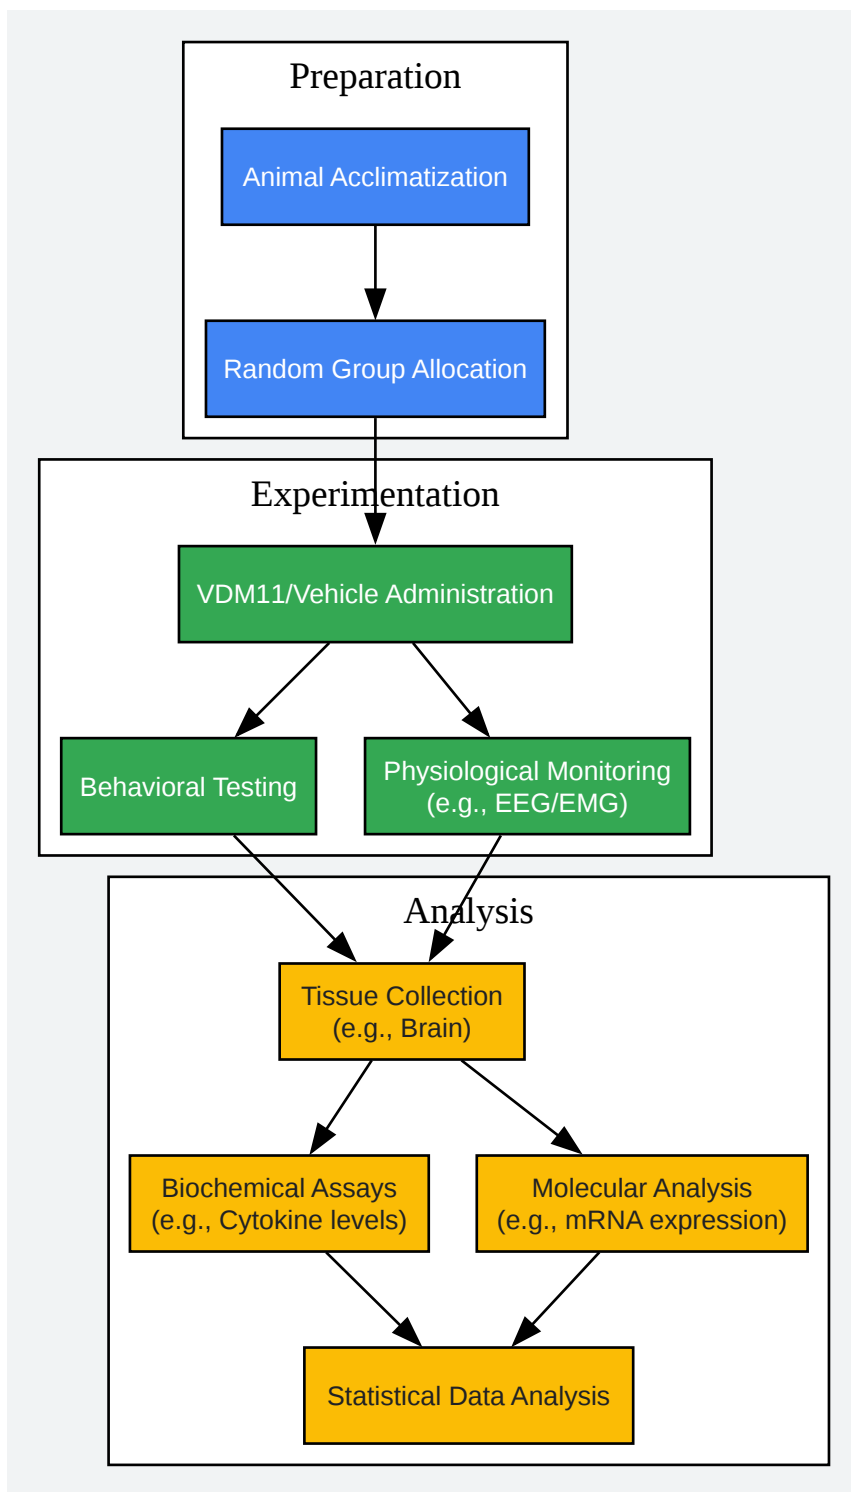 Preparation
Animal Acclimatization
Random Group Allocation
Experimentation
VDM11/Vehicle Administration
Behavioral Testing
Physiological Monitoring
(e.g., EEG/EMG)
Analysis
Tissue Collection
(e.g., Brain)
Biochemical Assays
(e.g., Cytokine levels)
Molecular Analysis
(e.g., mRNA expression)
Statistical Data Analysis